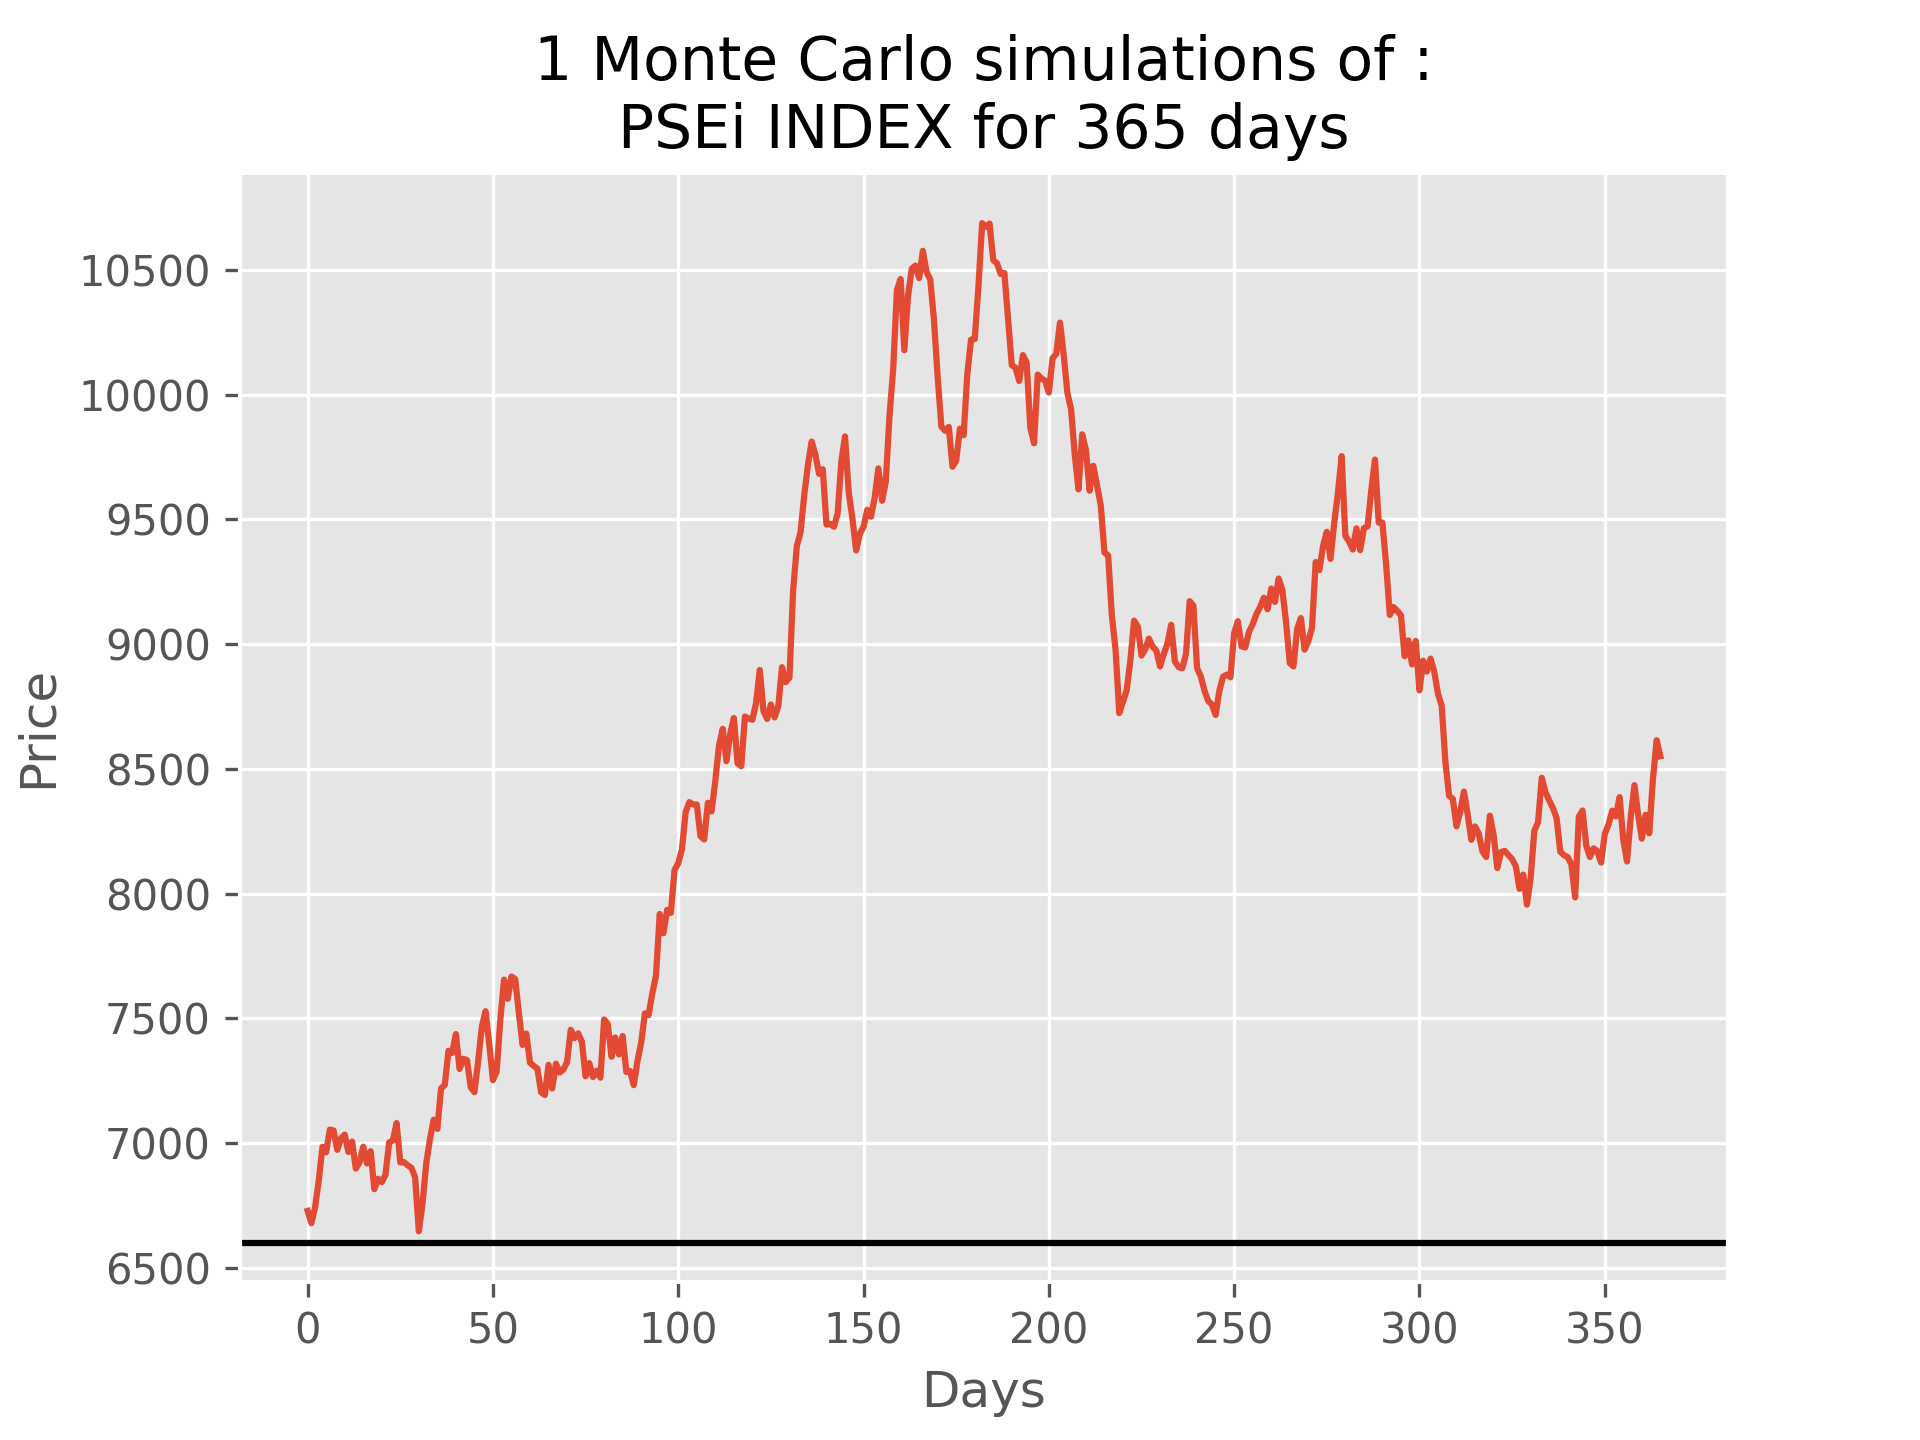 1 Monte Carlo simulations of :
PSEi INDEX for 365 days
Price
10500
10000
9500
9000
8500
8000
7500
7000
6500
0 50 100 150 200 250 300 350
Days